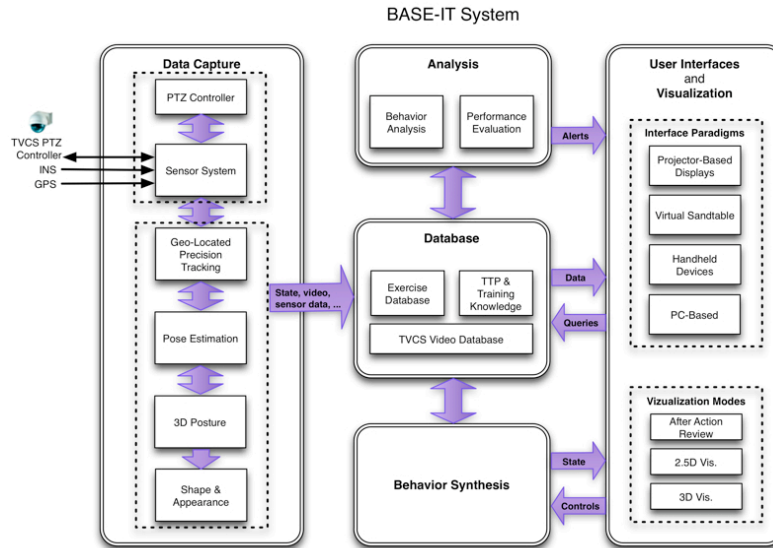 BASE-IT System
Data Capture
PTZ Controller
TVCS PTZ
Controller
INS
GPS
Sensor System
Geo-Located
Precision
Tracking
Pose Estimation
3D Posture
Shape &
Appearance
State, video,
sensor data, ...
Analysis
Behavior
Analysis
Performance
Evaluation
Alerts
Database
Exercise
Database
TTP &
Training
Knowledge
TVCS Video Database
Data
Queries
Behavior Synthesis
State
Controls
User Interfaces
and
Visualization
Interface Paradigms
Projector-Based
Displays
Virtual Sandtable
Handheld
Devices
PC-Based
Vizualization Modes
After Action
Review
2.5D Vis.
3D Vis.